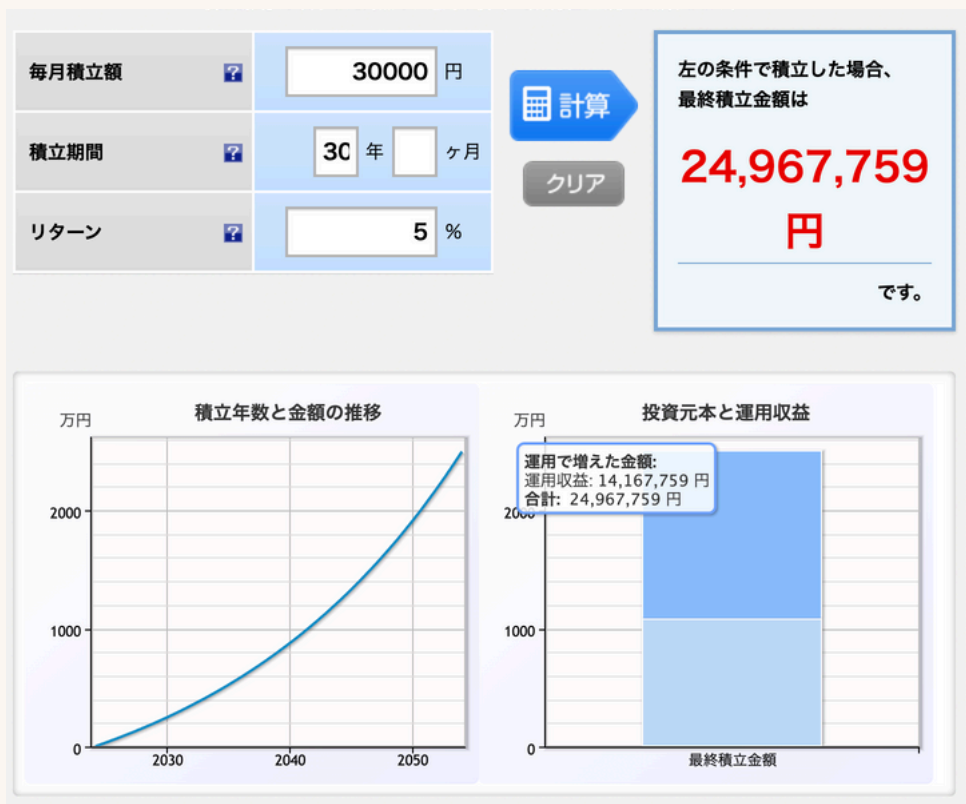 毎月積立額 ? 30000 円
積立期間 ? 30 年 ヶ月
リターン ? 5 %
計算
クリア
左の条件で積立した場合、
最終積立金額は
24,967,759
円
です。
万円
積立年数と金額の推移
2000
1000
0
2030 2040 2050
万円
投資元本と運用収益
運用で増えた金額:
運用収益: 14,167,759 円
合計: 24,967,759 円
2000
1000
0
最終積立金額